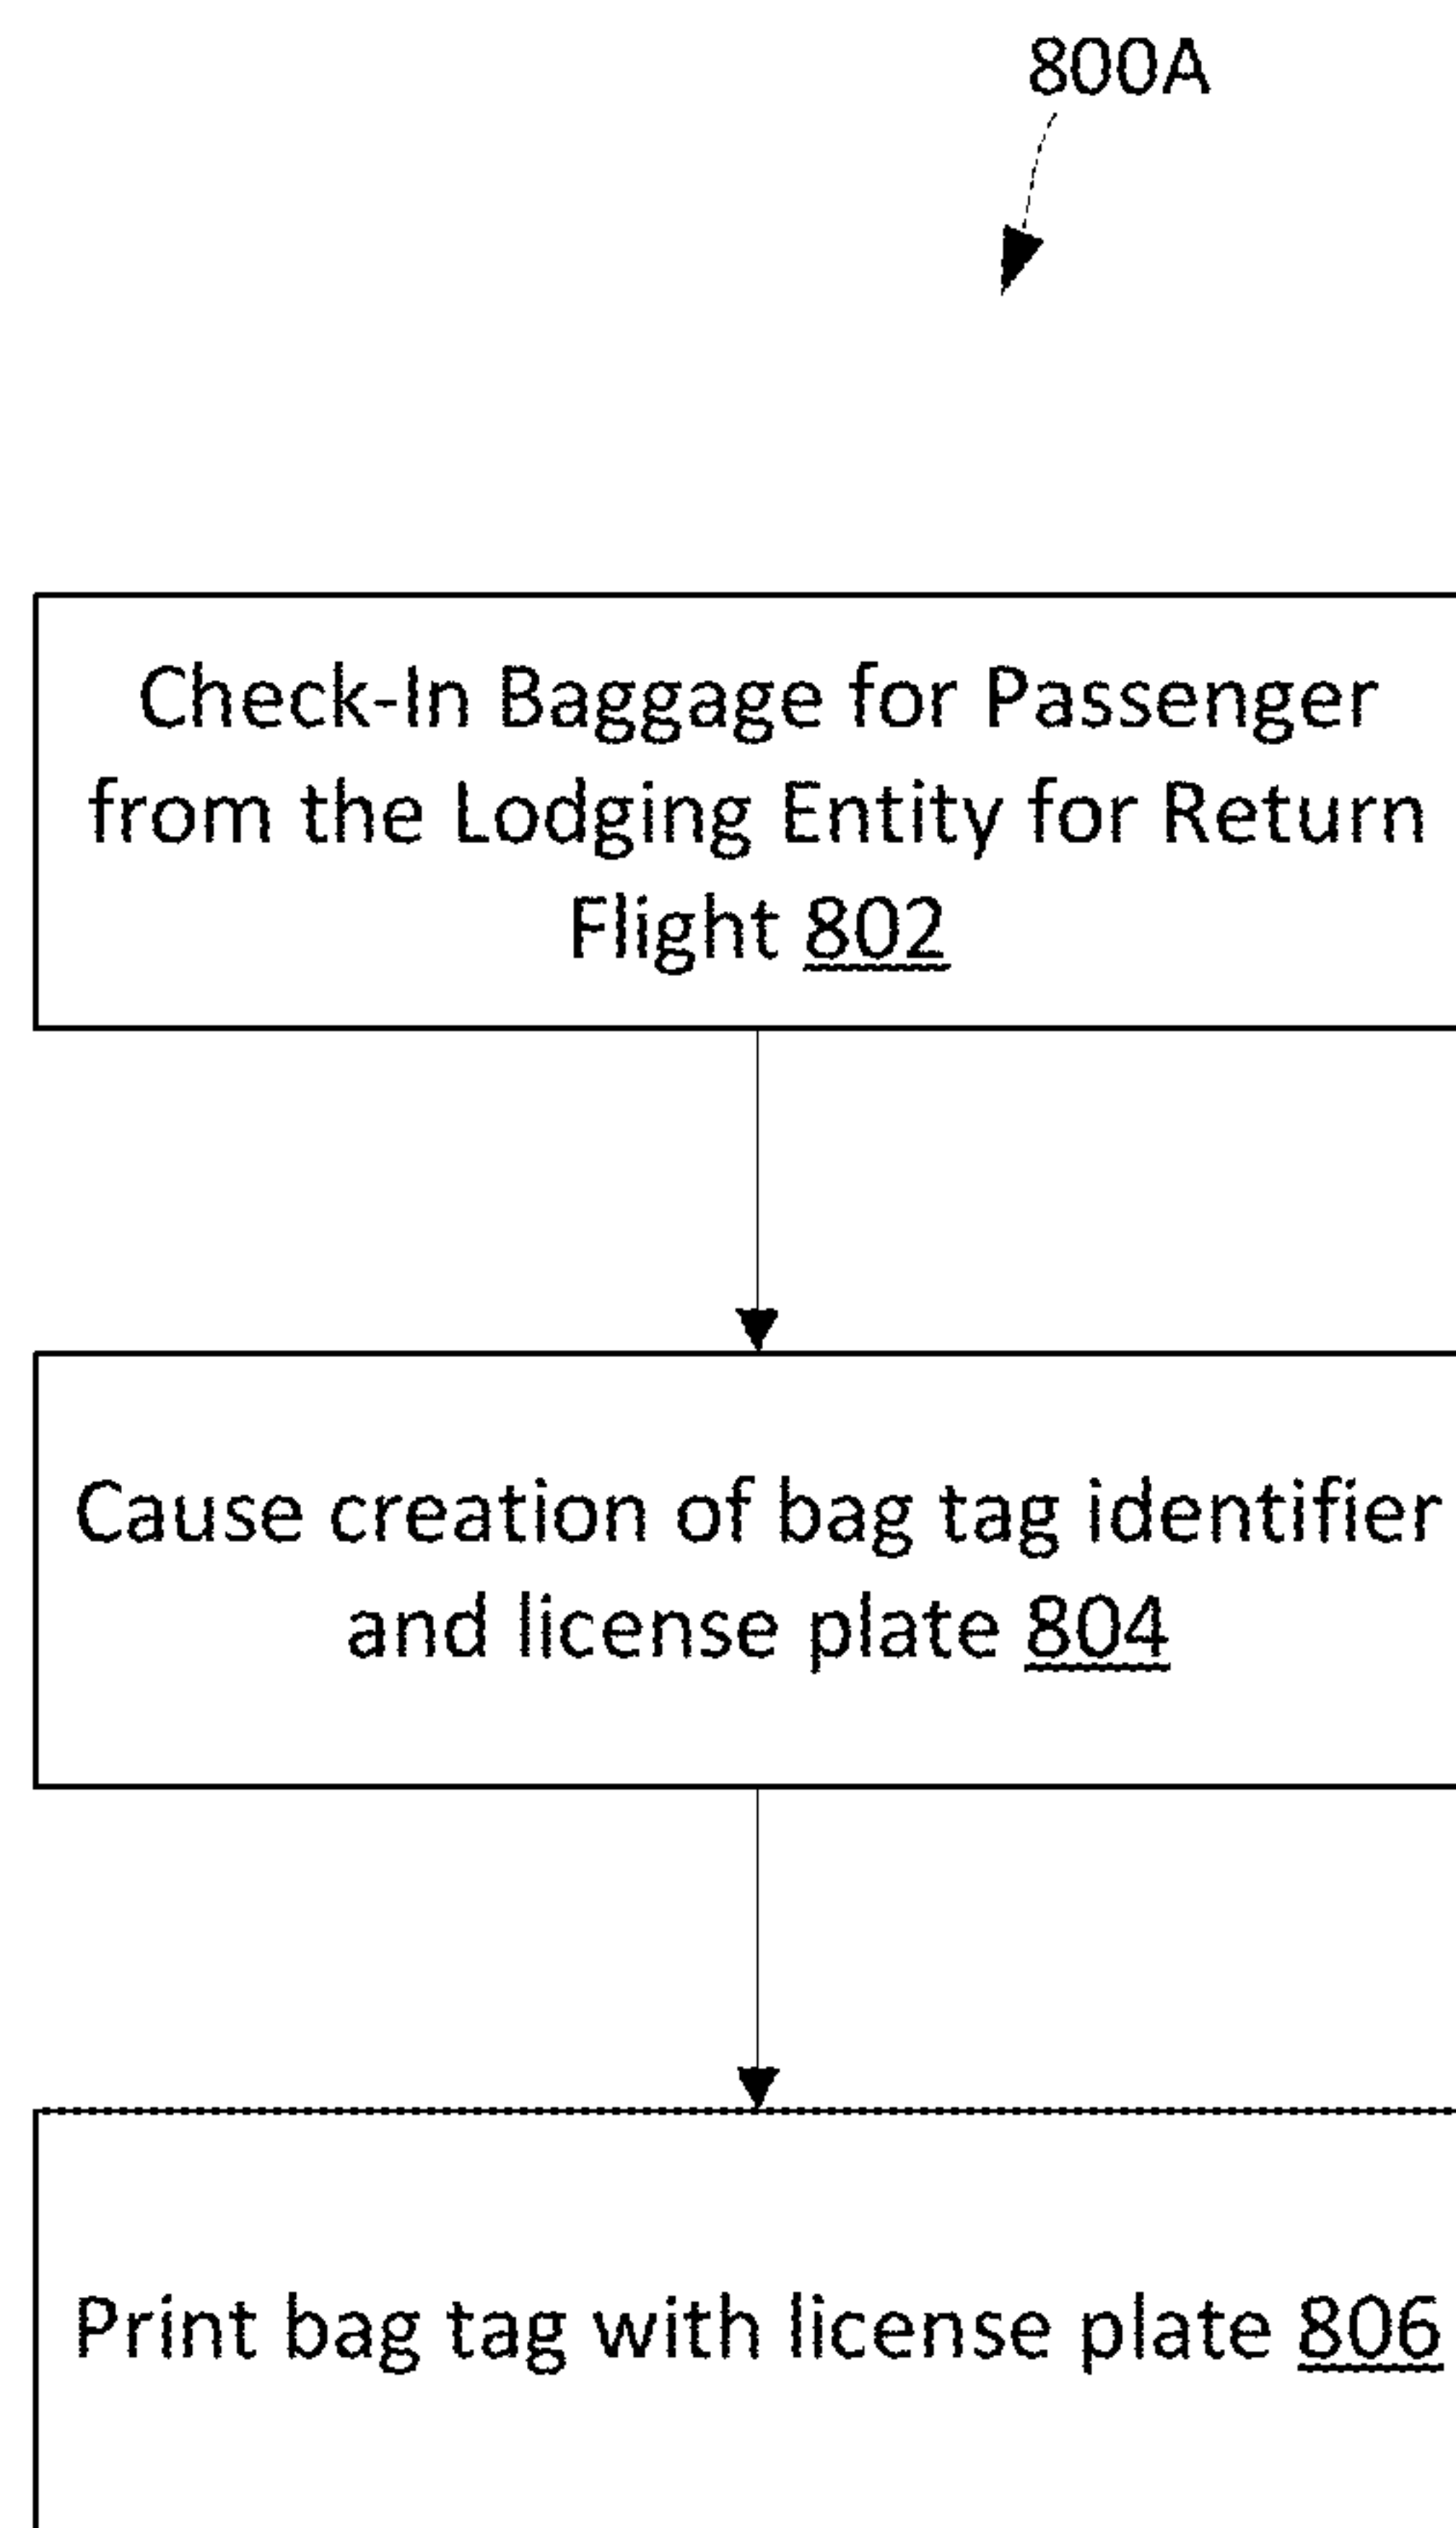 800A
Check-In Baggage for Passenger
from the Lodging Entity for Return
Flight 802
Cause creation of bag tag identifier
and license plate 804
Print bag tag with license plate 806